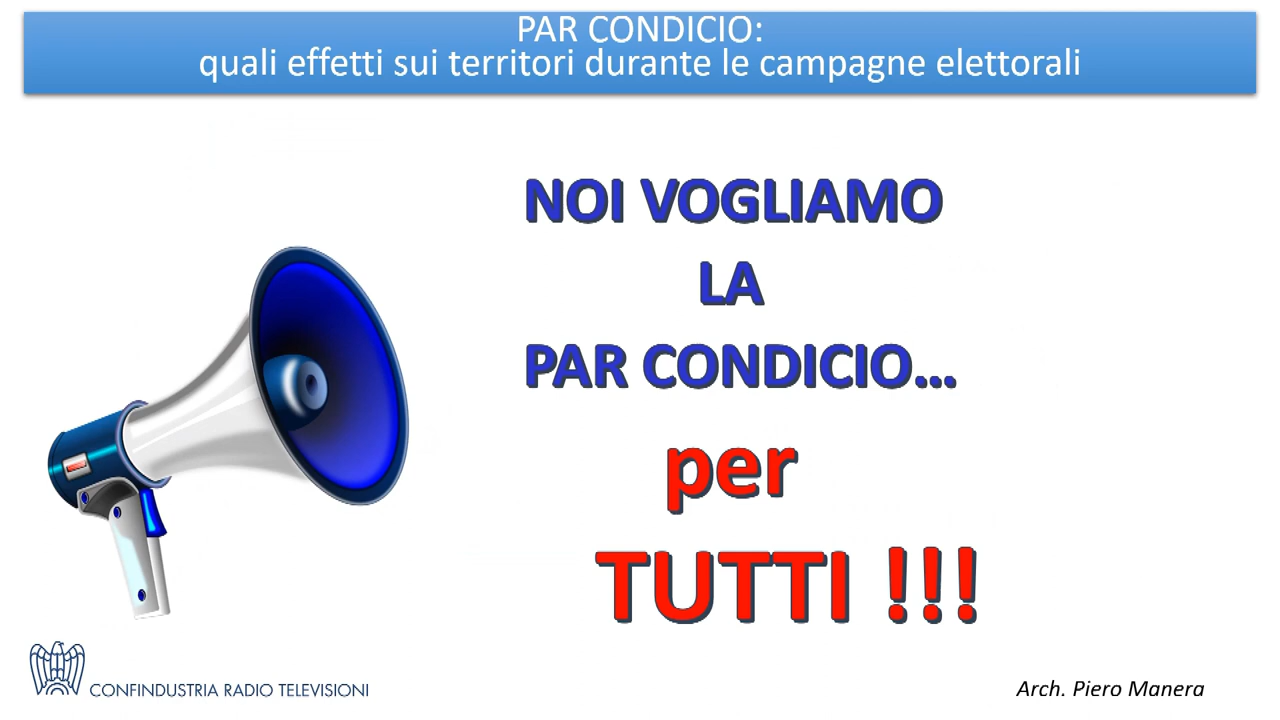 PAR CONDICIO:
quali effetti sui territori durante le campagne elettorali
NOI VOGLIAMO
LA
PAR CONDICIO…
per
TUTTI !!!
CONFINDUSTRIA RADIO TELEVISIONI
Arch. Piero Manera